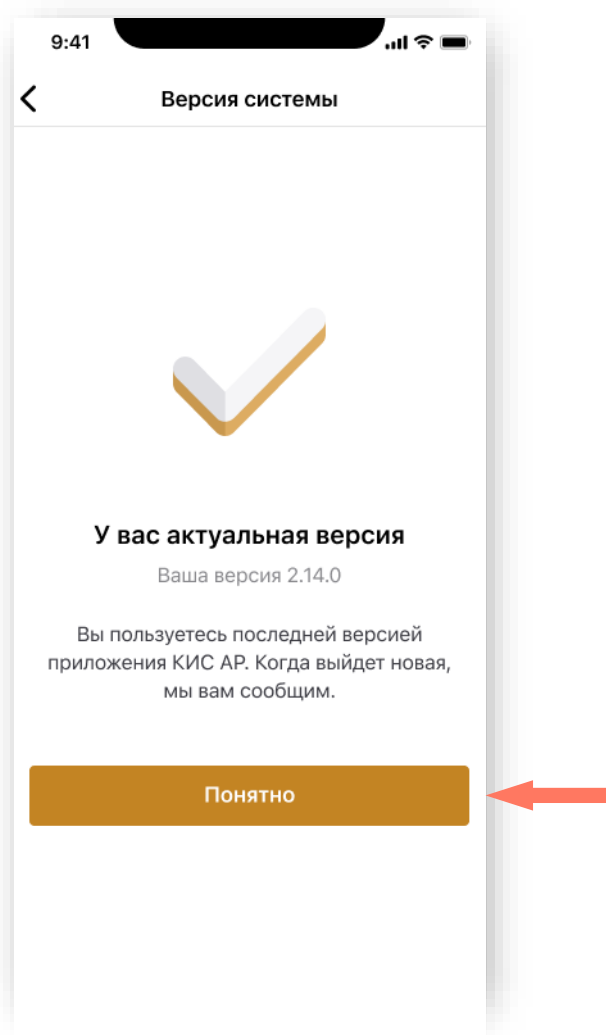 9:41
Версия системы
У вас актуальная версия
Ваша версия 2.14.0
Вы пользуетесь последней версией
приложения КИС АР. Когда выйдет новая,
мы вам сообщим.
Понятно